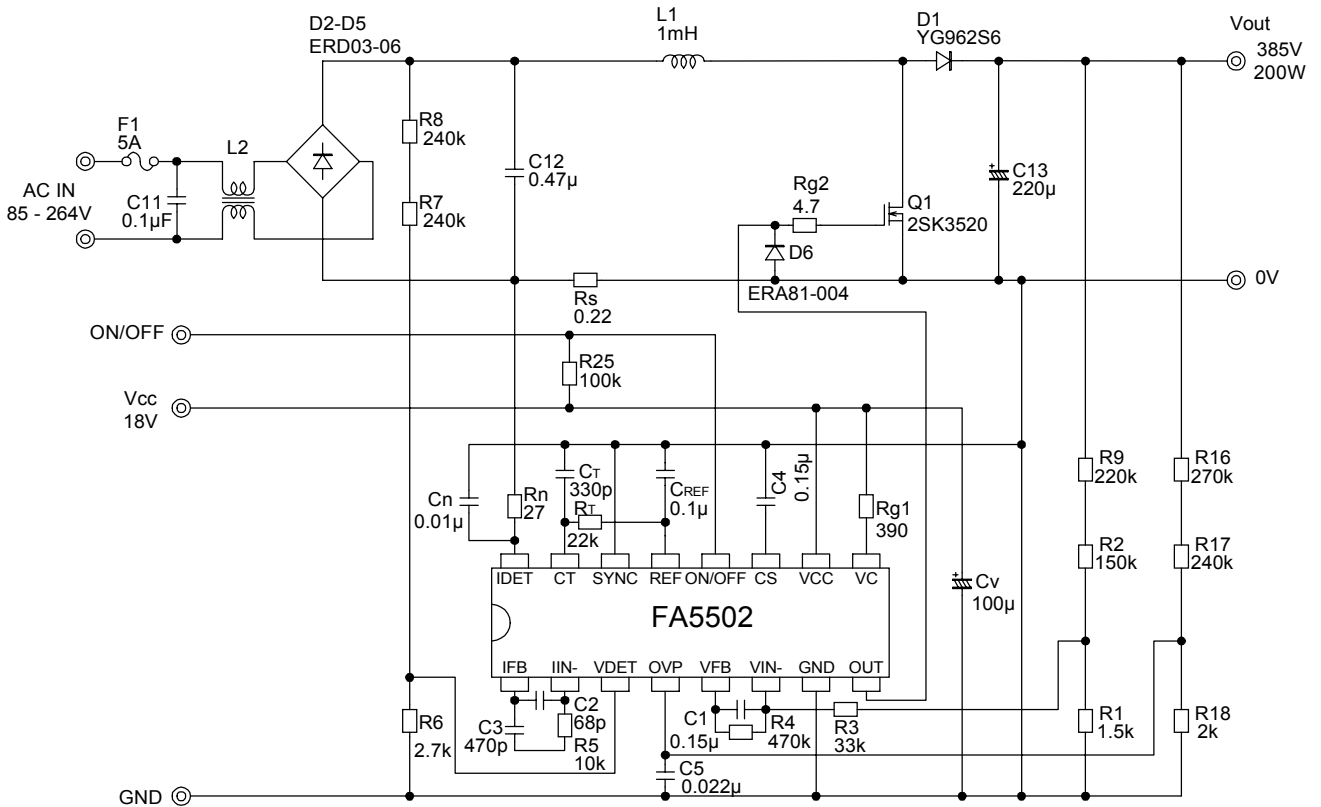 L1
1mH
D1
YG962S6
Vout
385V
200W
D2-D5
ERD03-06
F1
5A
L2
AC IN
85 - 264V
C11
0.1µF
R8
240k
R7
240k
C12
0.47µ
Rg2
4.7
Q1
2SK3520
+
C13
220µ
D6
ERA81-004
0V
Rs
0.22
ON/OFF
R25
100k
Vcc
18V
Cn
0.01µ
Rn
27
CT
330p
RT
22k
CREF
0.1µ
C4
0.15µ
Rg1
390
R9
220k
R16
270k
R2
150k
R17
240k
IDET CT SYNC REF ON/OFF CS VCC VC
+
Cv
100µ
FA5502
IFB IIN- VDET OVP VFB VIN- GND OUT
R6
2.7k
C3
470p
C2
68p
R5
10k
C1
0.15µ
R4
470k
R3
33k
R1
1.5k
R18
2k
C5
0.022µ
GND